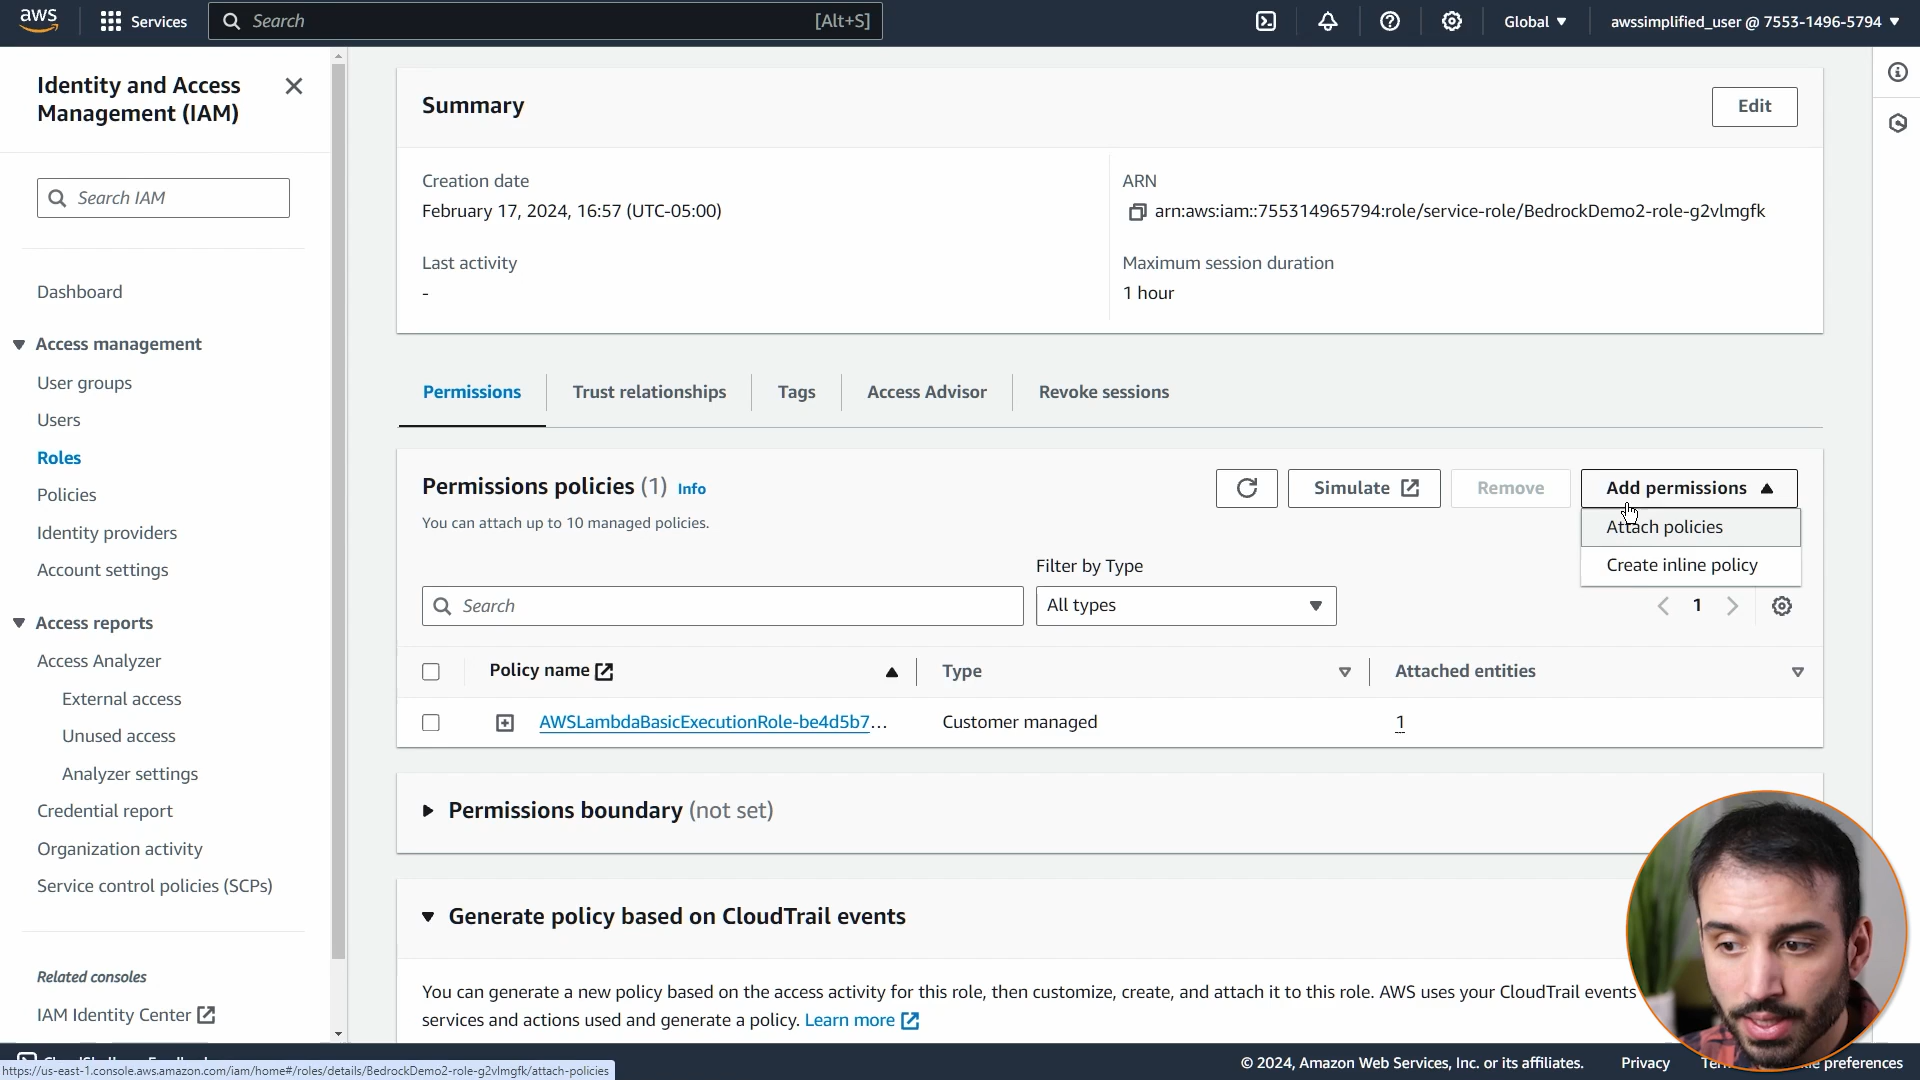 aws
Services
Search
[Alt+S]
Global
awssimplified_user @ 7553-1496-5794
Identity and Access
Management (IAM)
Search IAM
Dashboard
Access management
User groups
Users
Roles
Policies
Identity providers
Account settings
Access reports
Access Analyzer
External access
Unused access
Analyzer settings
Credential report
Organization activity
Service control policies (SCPs)
Related consoles
IAM Identity Center
Summary
Edit
Creation date
February 17, 2024, 16:57 (UTC-05:00)
ARN
arn:aws:iam::755314965794:role/service-role/BedrockDemo2-role-g2vlmgfk
Last activity
-
Maximum session duration
1 hour
Permissions
Trust relationships
Tags
Access Advisor
Revoke sessions
Permissions policies (1) Info
You can attach up to 10 managed policies.
Simulate
Remove
Add permissions
Attach policies
Create inline policy
Filter by Type
Search
All types
1
Policy name
Type
Attached entities
AWSLambdaBasicExecutionRole-be4d5b7...
Customer managed
1
Permissions boundary (not set)
Generate policy based on CloudTrail events
You can generate a new policy based on the access activity for this role, then customize, create, and attach it to this role. AWS uses your CloudTrail events
services and actions used and generate a policy. Learn more
https://us-east-1.console.aws.amazon.com/iam/home#/roles/details/BedrockDemo2-role-g2vlmgfk/attach-policies
© 2024, Amazon Web Services, Inc. or its affiliates.
Privacy
preferences